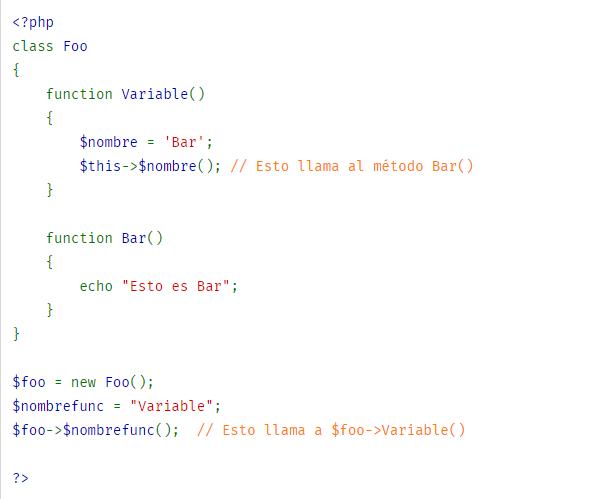 <?php
class Foo
{
    function Variable()
    {
        $nombre = 'Bar';
        $this->$nombre(); // Esto llama al método Bar()
    }

    function Bar()
    {
        echo "Esto es Bar";
    }
}

$foo = new Foo();
$nombrefunc = "Variable";
$foo->$nombrefunc();  // Esto llama a $foo->Variable()

?>